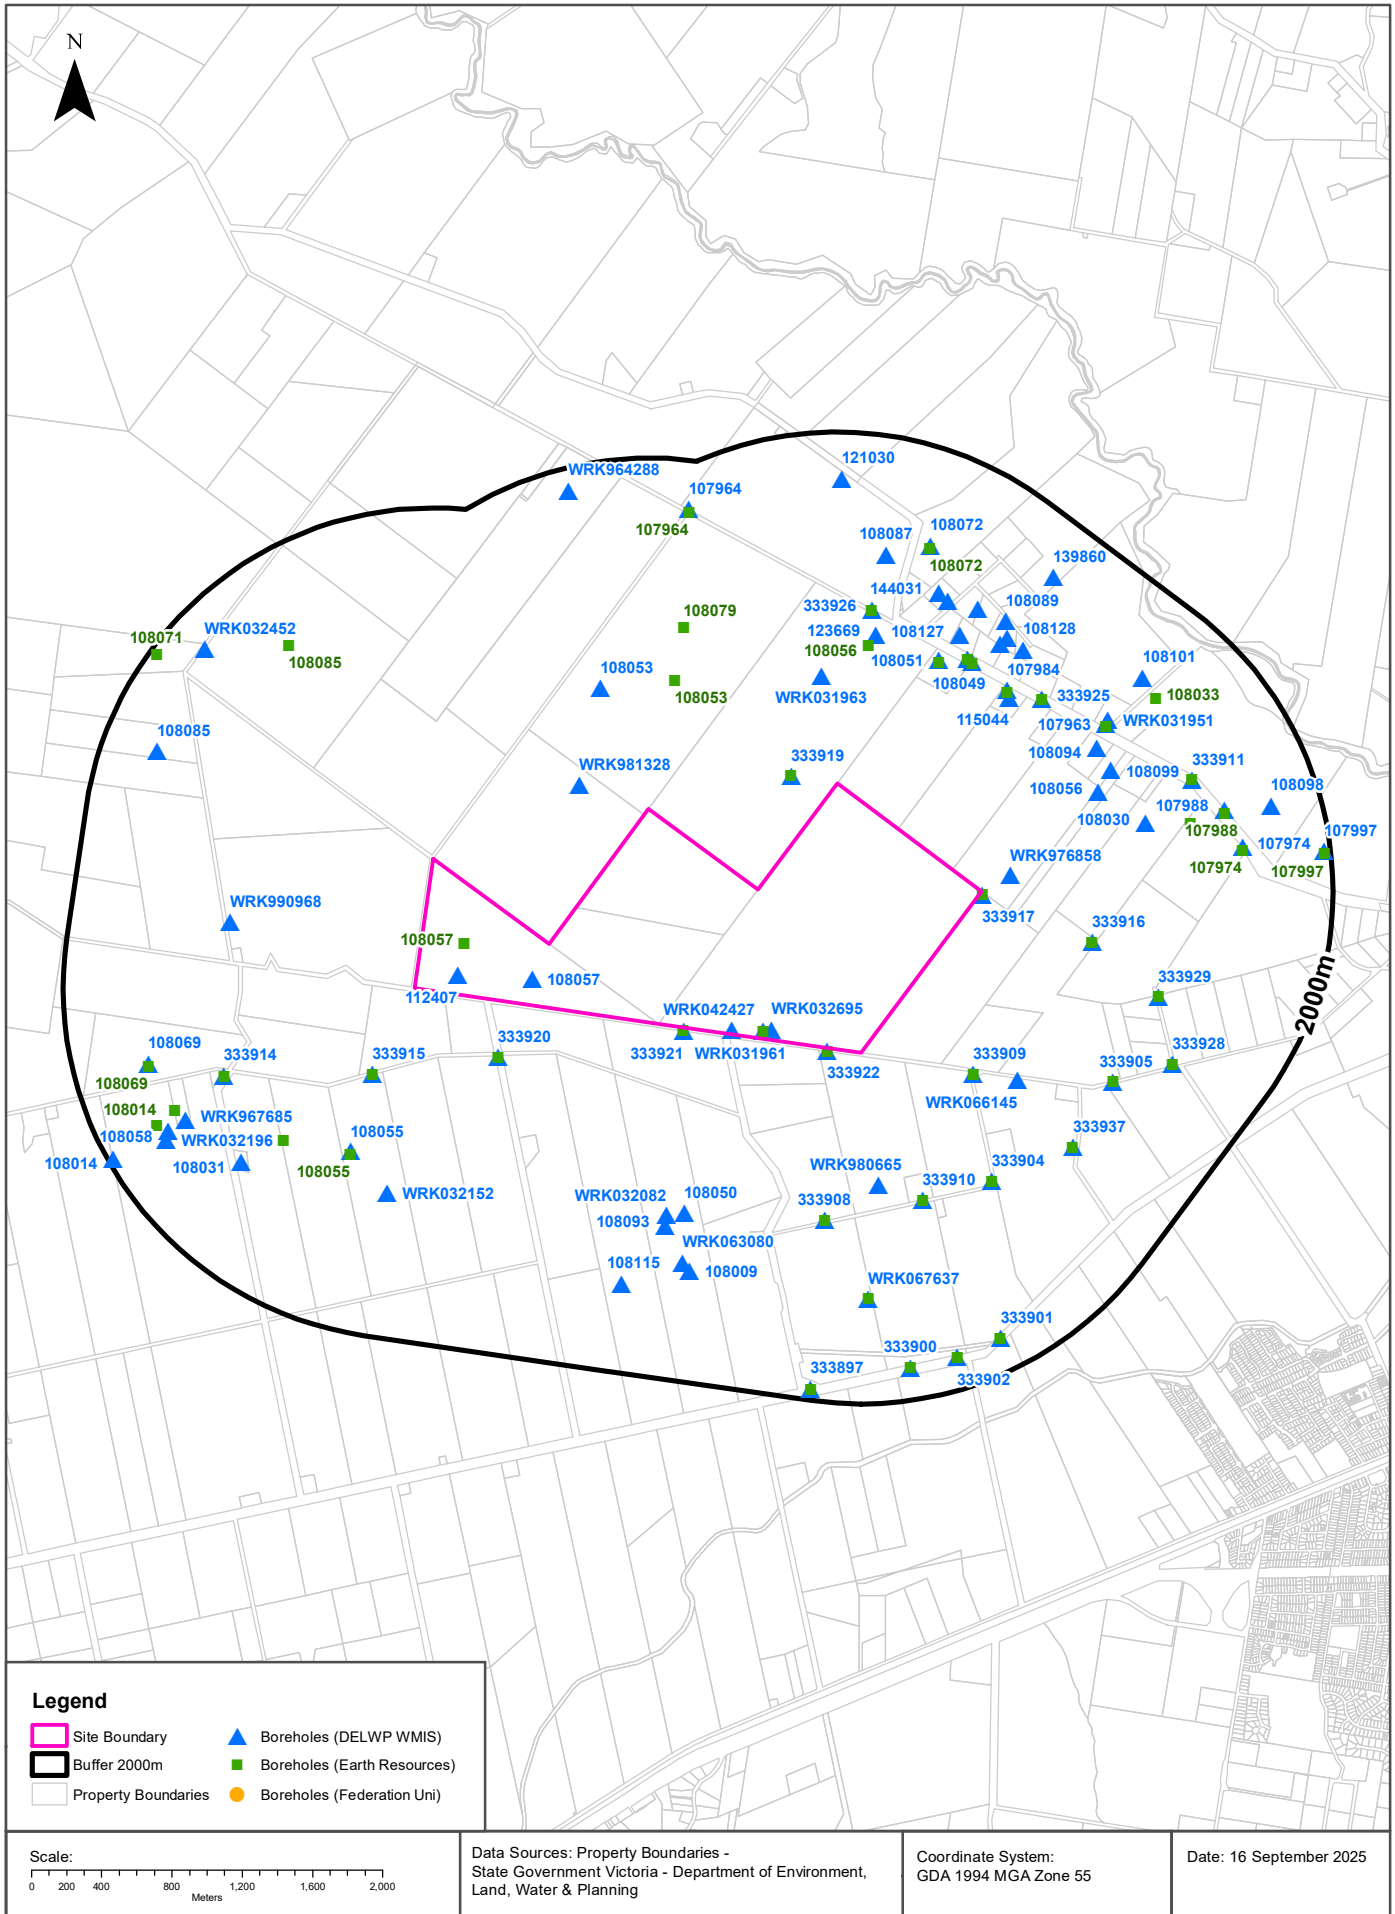 N
121030
WRK964288
107964
107964
108087
108072
108072
139860
144031
333926
108089
108079
123669
108127
108128
108071
WRK032452
108056
108051
108085
108053
108053
WRK031963
108049
107984
108101
108033
115044
333925
107963
WRK031951
108085
108094
WRK981328
333919
108099
333911
108056
108098
108030
107988
107988
107974
107997
107974
107997
WRK976858
WRK990968
333917
333916
108057
112407
108057
333929
2000m
WRK042427
WRK032695
333921
WRK031961
333920
333922
108069
108069
333914
333915
333909
333905
333928
WRK066145
108014
WRK967685
108058
WRK032196
108014
108031
108055
108055
333937
WRK032152
WRK980665
333904
333910
WRK032082
108050
108093
333908
WRK063080
108115
108009
WRK067637
333901
333900
333897
333902
Legend
Site Boundary
Buffer 2000m
Property Boundaries
Boreholes (DELWP WMIS)
Boreholes (Earth Resources)
Boreholes (Federation Uni)
Scale:
0 200 400 800 1,200 1,600 2,000
Meters
Data Sources: Property Boundaries -
State Government Victoria - Department of Environment,
Land, Water & Planning
Coordinate System:
GDA 1994 MGA Zone 55
Date: 16 September 2025